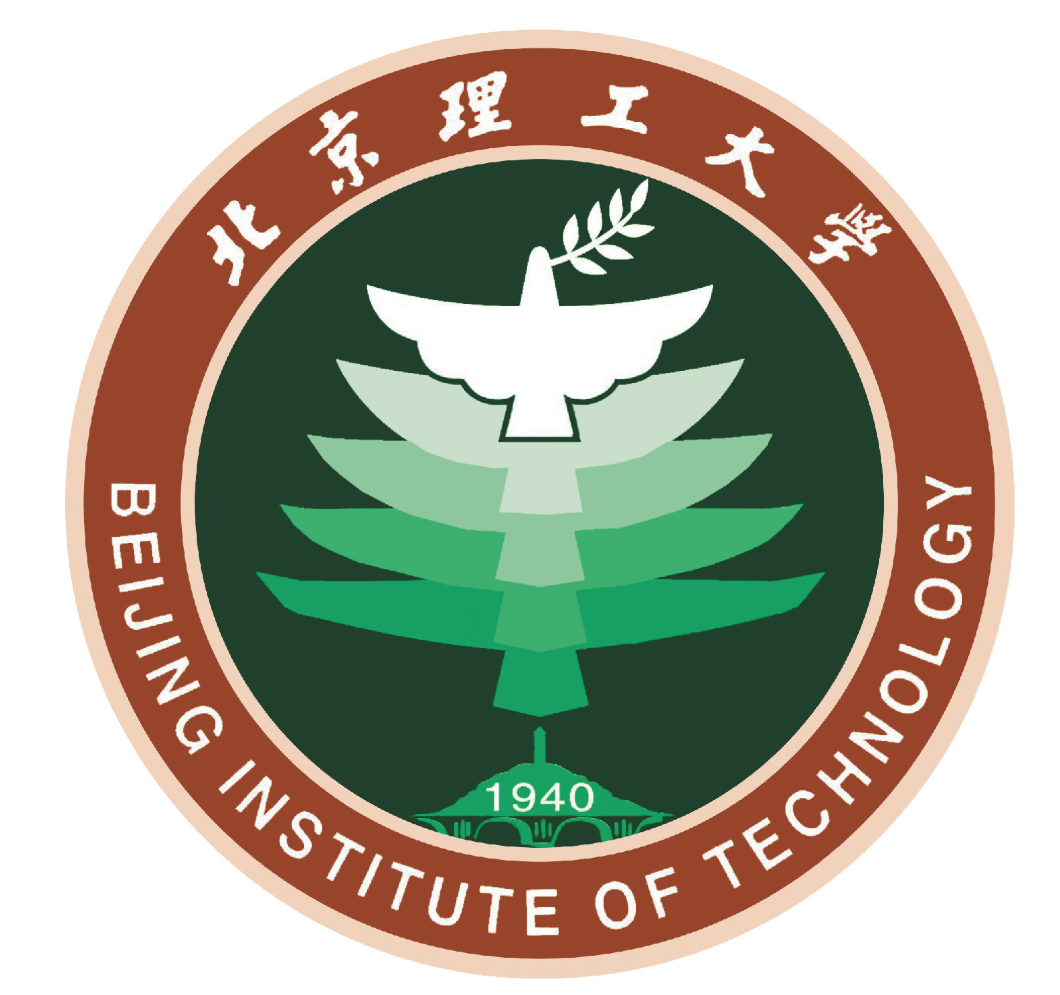 北京理工大学
1940
BEIJING INSTITUTE OF TECHNOLOGY